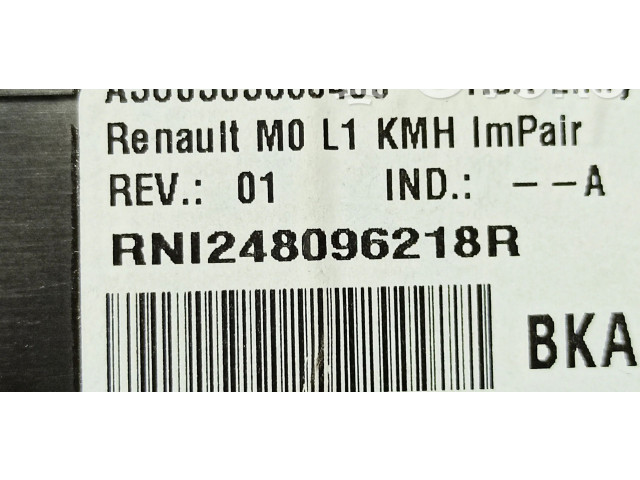 Renault M0 L1 KMH ImPair
REV.: 01 IND.: --A
RNI248096218R
BKA